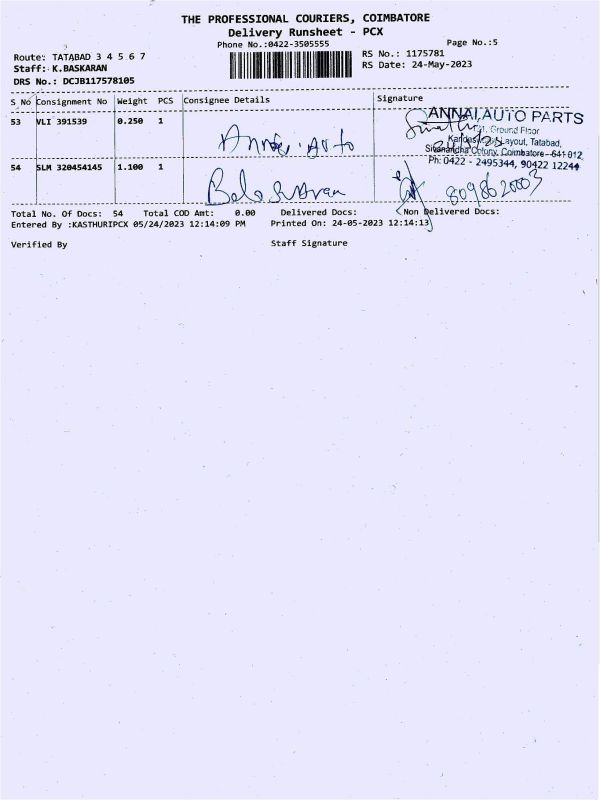 THE PROFESSIONAL COURIERS, COIMBATORE
Delivery Runsheet - PCX
Phone No.:0422-3505555
Page No.:5
Route: TATABAD 3 4 5 6 7
RS No.: 1175781
Staff: K.BASKARAN
RS Date: 24-May-2023
DRS No.: DCJB117578105
S No Consignment No Weight PCS Consignee Details Signature
53 VLI 391539 0.250 1
Annai Auto
ANNAI AUTO PARTS
Ground Floor
Layout, Tatabad,
Sivanandha Colony, Coimbatore - 641 012
Ph: 0422 - 2495344, 90422 12244
54 SLM 320454145 1.100 1
Total No. Of Docs: 54 Total COD Amt: 0.00 Delivered Docs: Non Delivered Docs:
Entered By :KASTHURIPCX 05/24/2023 12:14:09 PM Printed On: 24-05-2023 12:14:13
Verified By Staff Signature